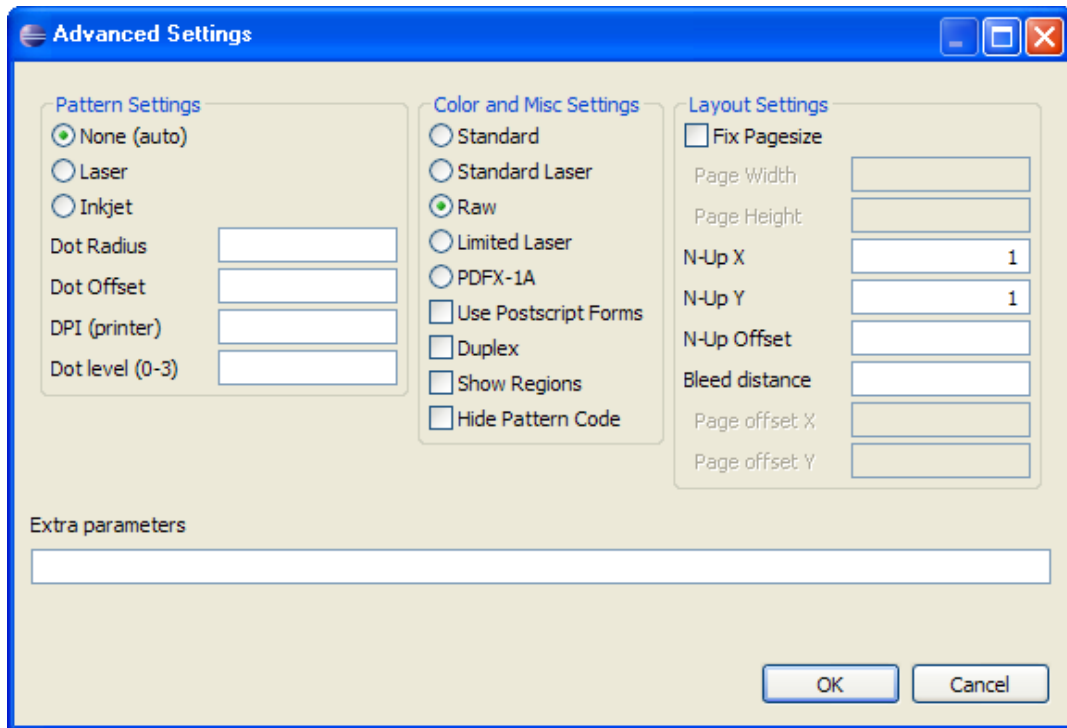 Advanced Settings
Pattern Settings
None (auto)
Laser
Inkjet
Dot Radius
Dot Offset
DPI (printer)
Dot level (0-3)
Color and Misc Settings
Standard
Standard Laser
Raw
Limited Laser
PDFX-1A
Use Postscript Forms
Duplex
Show Regions
Hide Pattern Code
Layout Settings
Fix Pagesize
Page Width
Page Height
N-Up X 1
N-Up Y 1
N-Up Offset
Bleed distance
Page offset X
Page offset Y
Extra parameters
OK Cancel